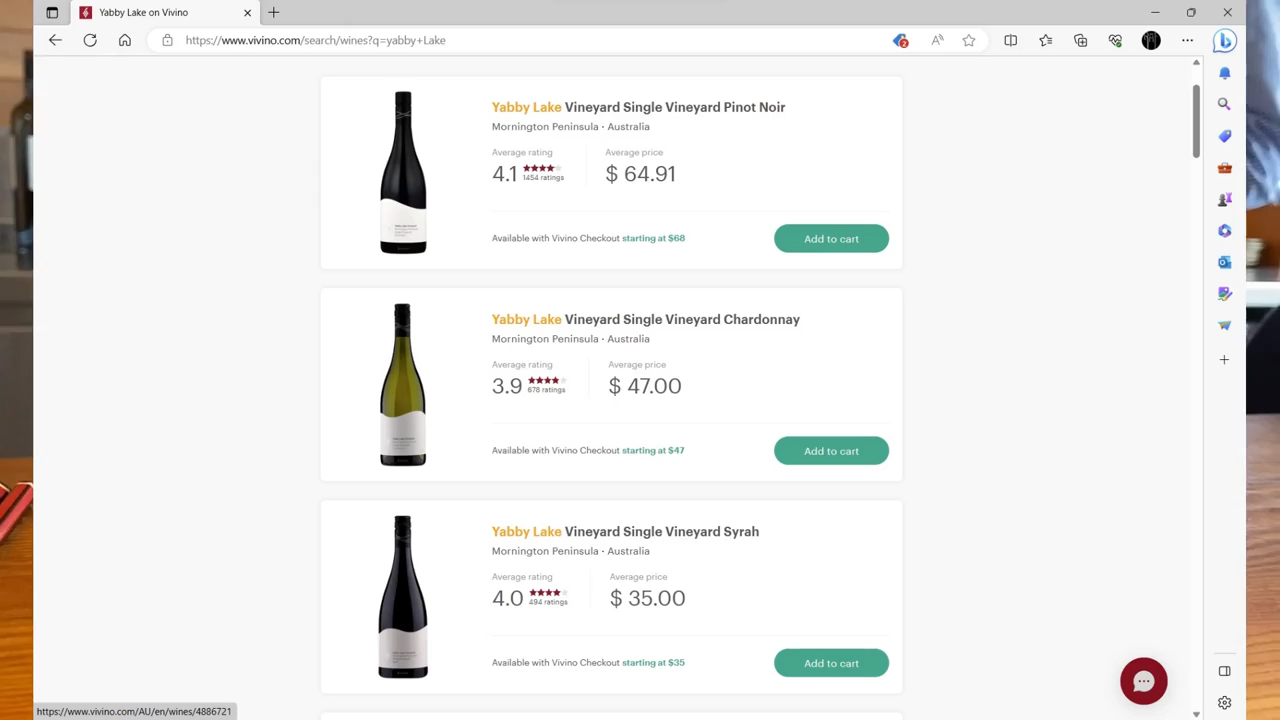 Yabby Lake on Vivino
https://www.vivino.com/search/wines?q=yabby+Lake
2
Yabby Lake Vineyard Single Vineyard Pinot Noir
Mornington Peninsula · Australia
Average rating
Average price
4.1
1454 ratings
$ 64.91
Available with Vivino Checkout starting at $68
Add to cart
Yabby Lake Vineyard Single Vineyard Chardonnay
Mornington Peninsula · Australia
Average rating
Average price
3.9
678 ratings
$ 47.00
Available with Vivino Checkout starting at $47
Add to cart
Yabby Lake Vineyard Single Vineyard Syrah
Mornington Peninsula · Australia
Average rating
Average price
4.0
494 ratings
$ 35.00
Available with Vivino Checkout starting at $35
Add to cart
https://www.vivino.com/AU/en/wines/4886721